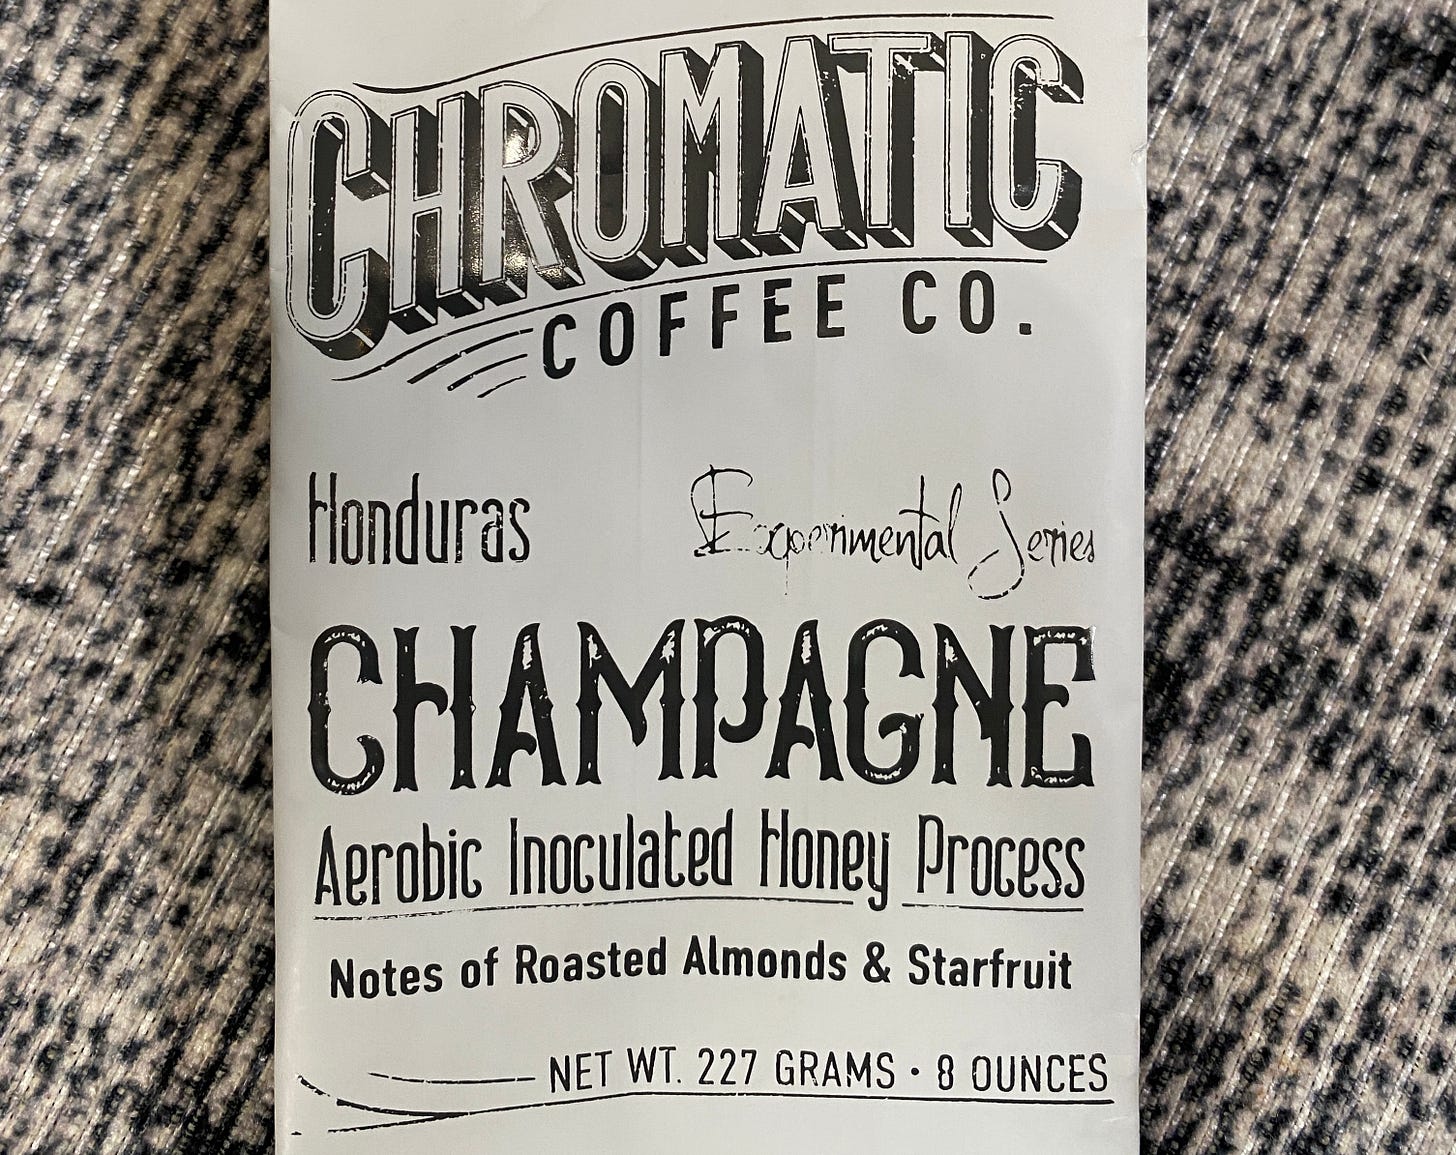 CHROMATIC
COFFEE CO.
Honduras Experimental Series
CHAMPAGNE
Aerobic Inoculated Honey Process
Notes of Roasted Almonds & Starfruit
NET WT. 227 GRAMS · 8 OUNCES